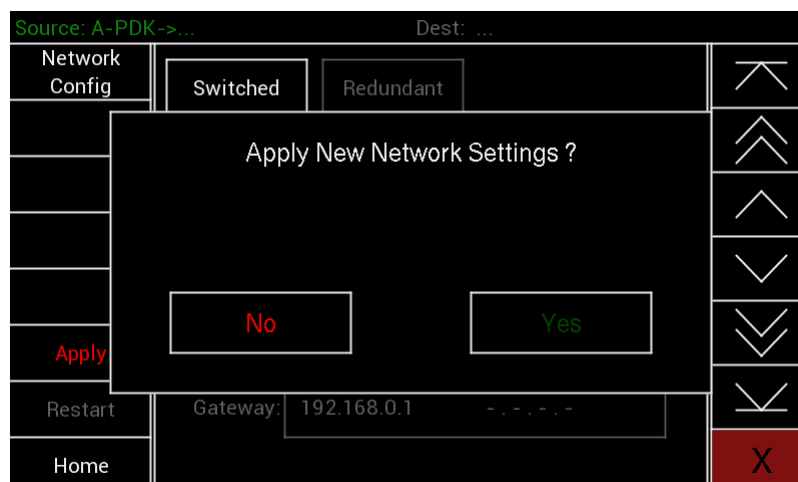 Source: A-PDK->... Dest: ...
Network
Config
Switched Redundant
Apply New Network Settings ?
No Yes
Apply
Restart
Gateway: 192.168.0.1 -.-.-.-
Home
X